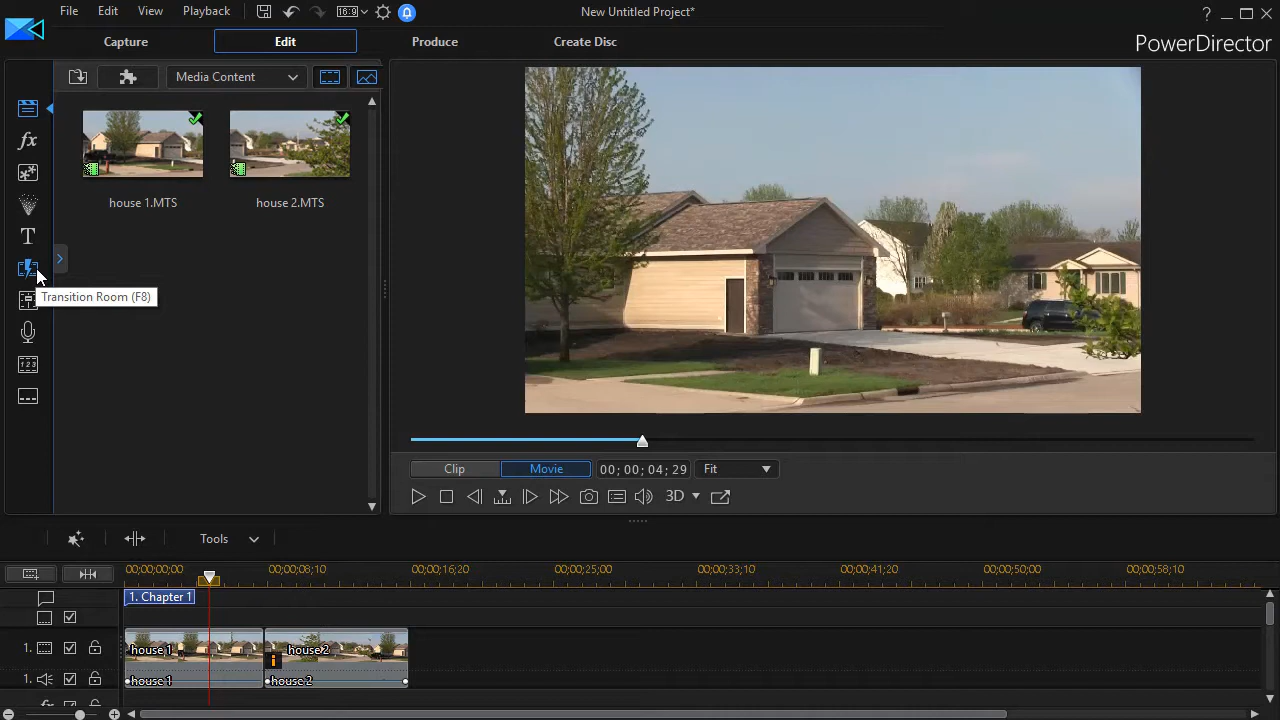 File Edit View Playback 16:9 New Untitled Project* ?
Capture Edit Produce Create Disc PowerDirector
Media Content
fx
house 1.MTS house 2.MTS
T
Transition Room (F8)
123
Clip Movie 00; 00; 04; 29 Fit
3D
Tools
00;00;00;00 00;00;08;10 00;00;16;20 00;00;25;00 00;00;33;10 00;00;41;20 00;00;50;00 00;00;58;10
1. Chapter 1
1. house 1 i house2
1. house 1 house 2
fx